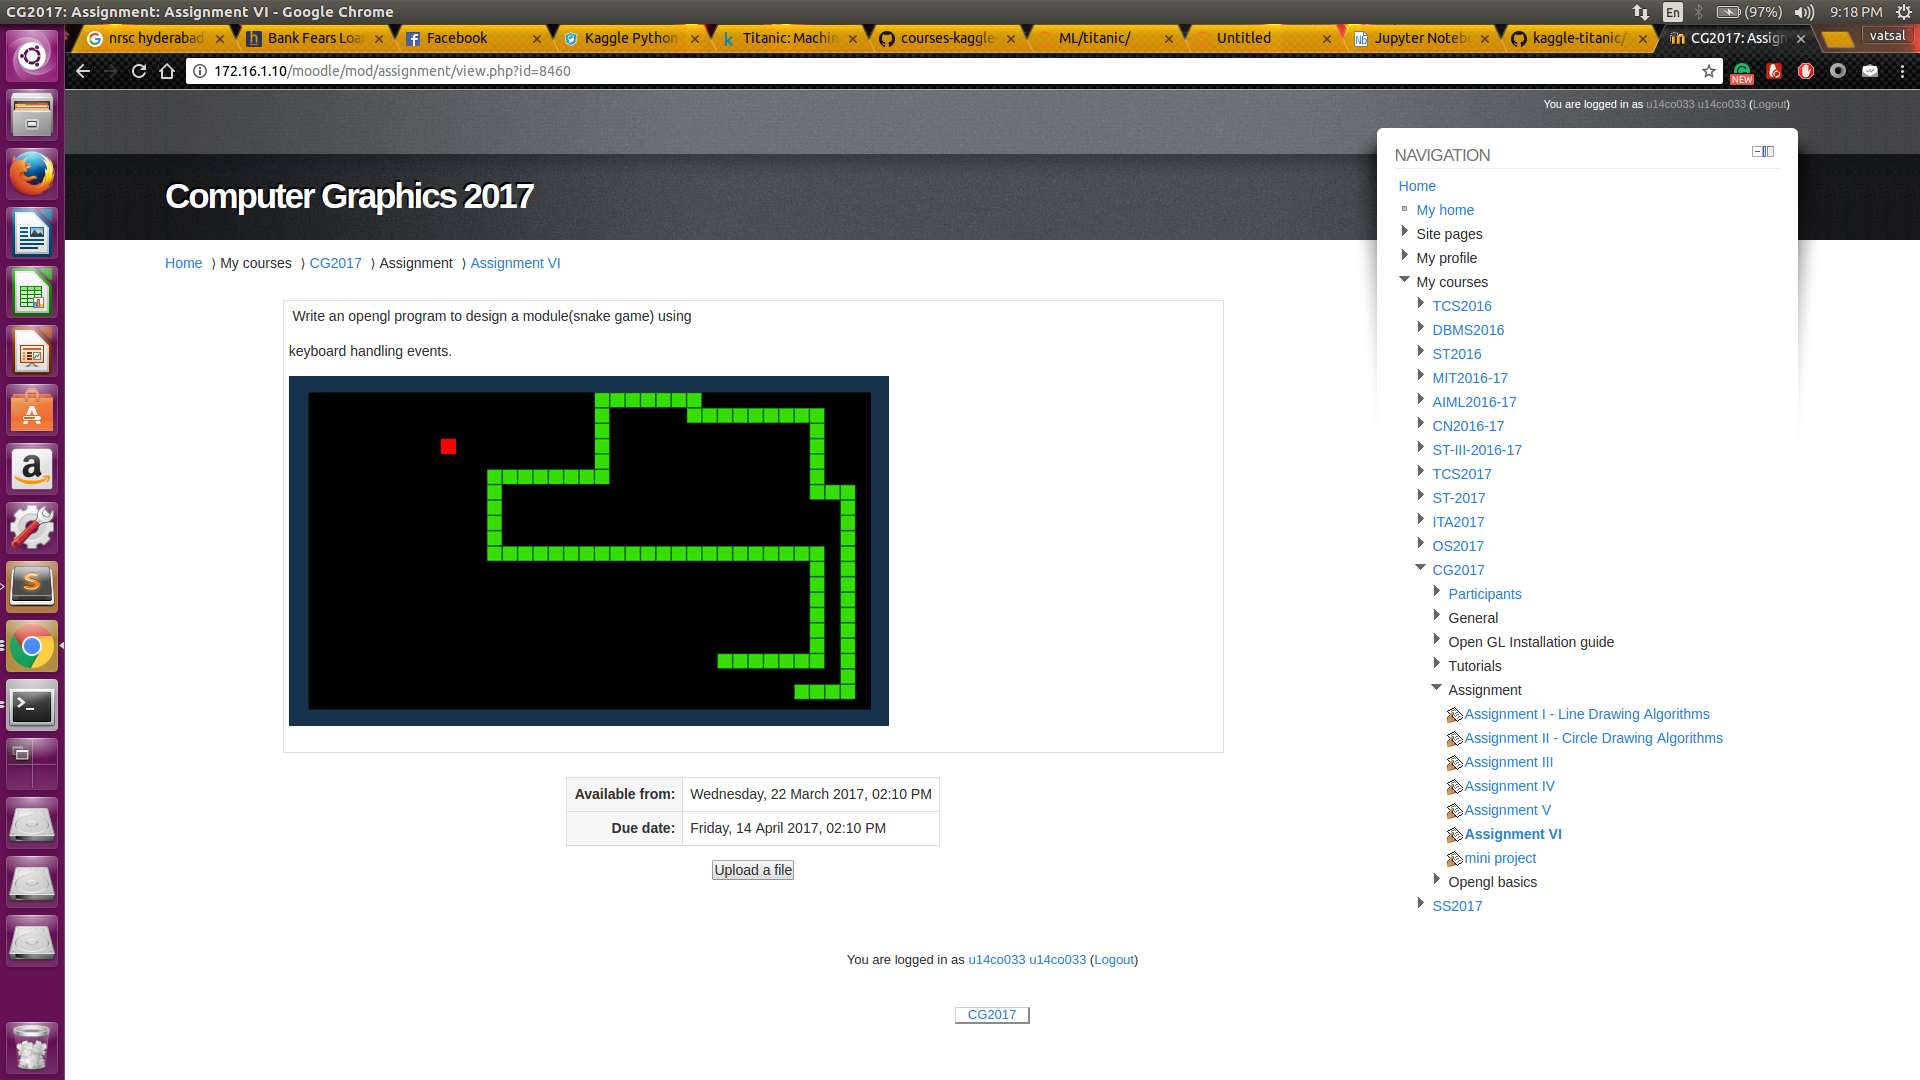 CG2017: Assignment: Assignment VI - Google Chrome
En
(97%)
9:18 PM
nrsc hyderabad
Bank Fears Loa
Facebook
Kaggle Python
Titanic: Machin
courses-kaggle-
ML/titanic/
Untitled
Jupyter Noteb
kaggle-titanic/
CG2017: Assign
vatsal
172.16.1.10/moodle/mod/assignment/view.php?id=8460
NEW
You are logged in as u14co033 u14co033 (Logout)
Computer Graphics 2017
Home ⟩ My courses ⟩ CG2017 ⟩ Assignment ⟩ Assignment VI
Write an opengl program to design a module(snake game) using
keyboard handling events.
Available from: Wednesday, 22 March 2017, 02:10 PM
Due date: Friday, 14 April 2017, 02:10 PM
Upload a file
NAVIGATION
Home
My home
Site pages
My profile
My courses
TCS2016
DBMS2016
ST2016
MIT2016-17
AIML2016-17
CN2016-17
ST-III-2016-17
TCS2017
ST-2017
ITA2017
OS2017
CG2017
Participants
General
Open GL Installation guide
Tutorials
Assignment
Assignment I - Line Drawing Algorithms
Assignment II - Circle Drawing Algorithms
Assignment III
Assignment IV
Assignment V
Assignment VI
mini project
Opengl basics
SS2017
You are logged in as u14co033 u14co033 (Logout)
CG2017